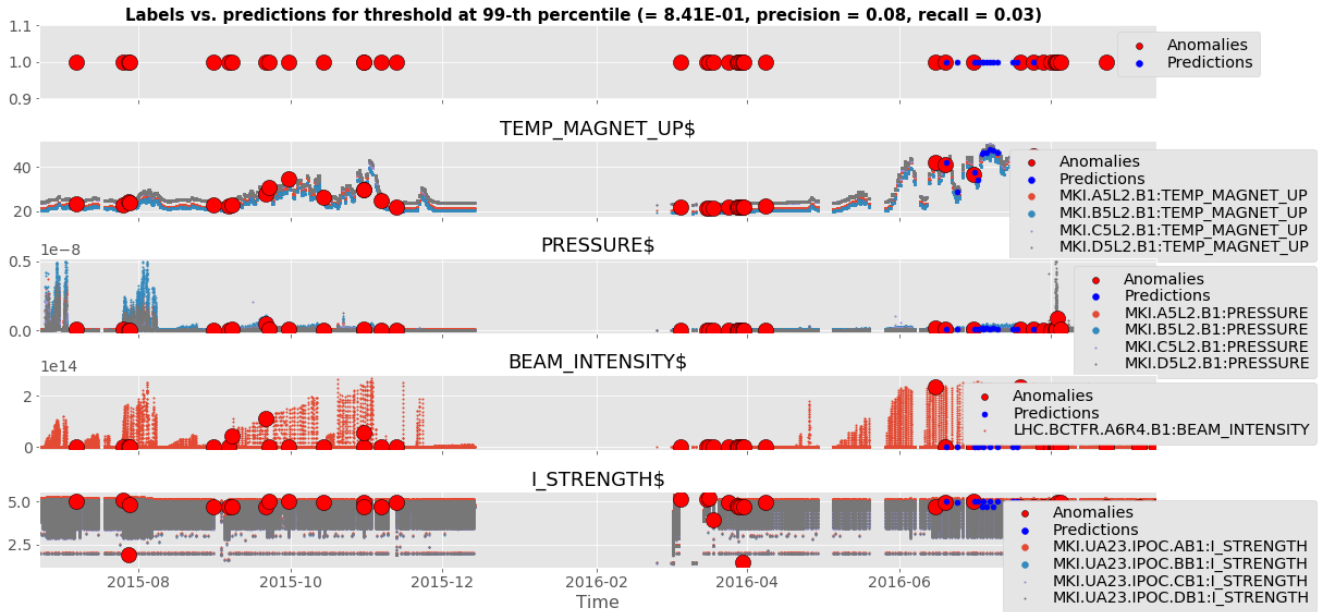 Labels vs. predictions for threshold at 99-th percentile (= 8.41E-01, precision = 0.08, recall = 0.03)
1.1
1.0
0.9
Anomalies
Predictions
TEMP_MAGNET_UP$
40
20
Anomalies
Predictions
MKI.A5L2.B1:TEMP_MAGNET_UP
MKI.B5L2.B1:TEMP_MAGNET_UP
MKI.C5L2.B1:TEMP_MAGNET_UP
MKI.D5L2.B1:TEMP_MAGNET_UP
PRESSURE$
1e−8
0.5
0.0
Anomalies
Predictions
MKI.A5L2.B1:PRESSURE
MKI.B5L2.B1:PRESSURE
MKI.C5L2.B1:PRESSURE
MKI.D5L2.B1:PRESSURE
BEAM_INTENSITY$
1e14
2
0
Anomalies
Predictions
LHC.BCTFR.A6R4.B1:BEAM_INTENSITY
I_STRENGTH$
5.0
2.5
Anomalies
Predictions
MKI.UA23.IPOC.AB1:I_STRENGTH
MKI.UA23.IPOC.BB1:I_STRENGTH
MKI.UA23.IPOC.CB1:I_STRENGTH
MKI.UA23.IPOC.DB1:I_STRENGTH
2015-08 2015-10 2015-12 2016-02 2016-04 2016-06
Time